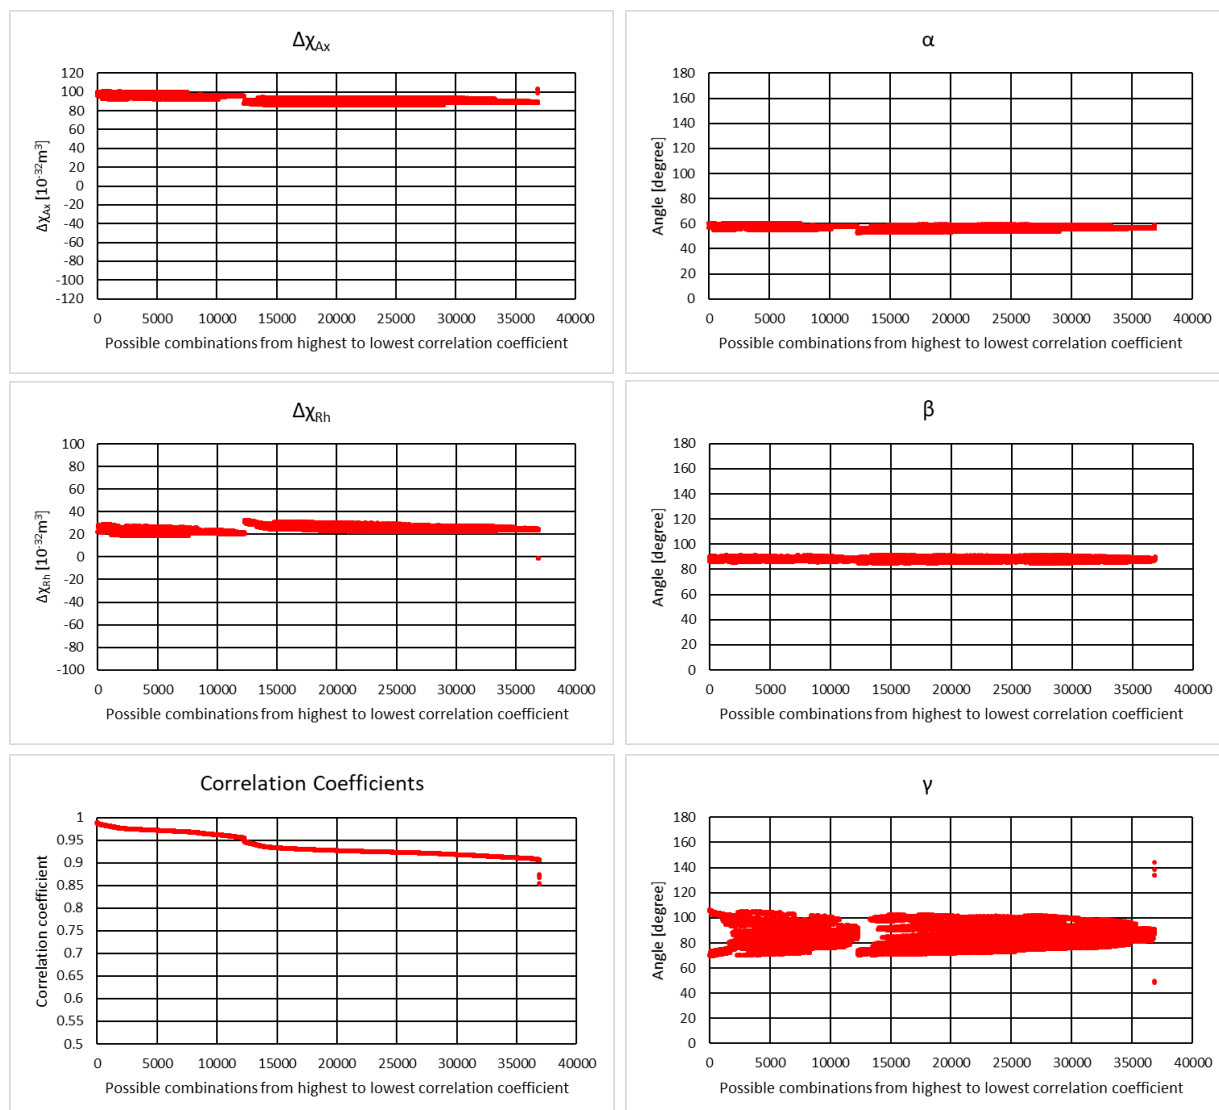 Δχ_Ax
120
100
80
60
40
20
0
-20
-40
-60
-80
-100
-120
Δχ_Ax [10⁻³²m³]
0 5000 10000 15000 20000 25000 30000 35000 40000
Possible combinations from highest to lowest correlation coefficient
α
180
160
140
120
100
80
60
40
20
0
Angle [degree]
0 5000 10000 15000 20000 25000 30000 35000 40000
Possible combinations from highest to lowest correlation coefficient
Δχ_Rh
100
80
60
40
20
0
-20
-40
-60
-80
-100
Δχ_Rh [10⁻³²m³]
0 5000 10000 15000 20000 25000 30000 35000 40000
Possible combinations from highest to lowest correlation coefficient
β
180
160
140
120
100
80
60
40
20
0
Angle [degree]
0 5000 10000 15000 20000 25000 30000 35000 40000
Possible combinations from highest to lowest correlation coefficient
Correlation Coefficients
1
0.95
0.9
0.85
0.8
0.75
0.7
0.65
0.6
0.55
0.5
Correlation coefficient
0 5000 10000 15000 20000 25000 30000 35000 40000
Possible combinations from highest to lowest correlation coefficient
γ
180
160
140
120
100
80
60
40
20
0
Angle [degree]
0 5000 10000 15000 20000 25000 30000 35000 40000
Possible combinations from highest to lowest correlation coefficient